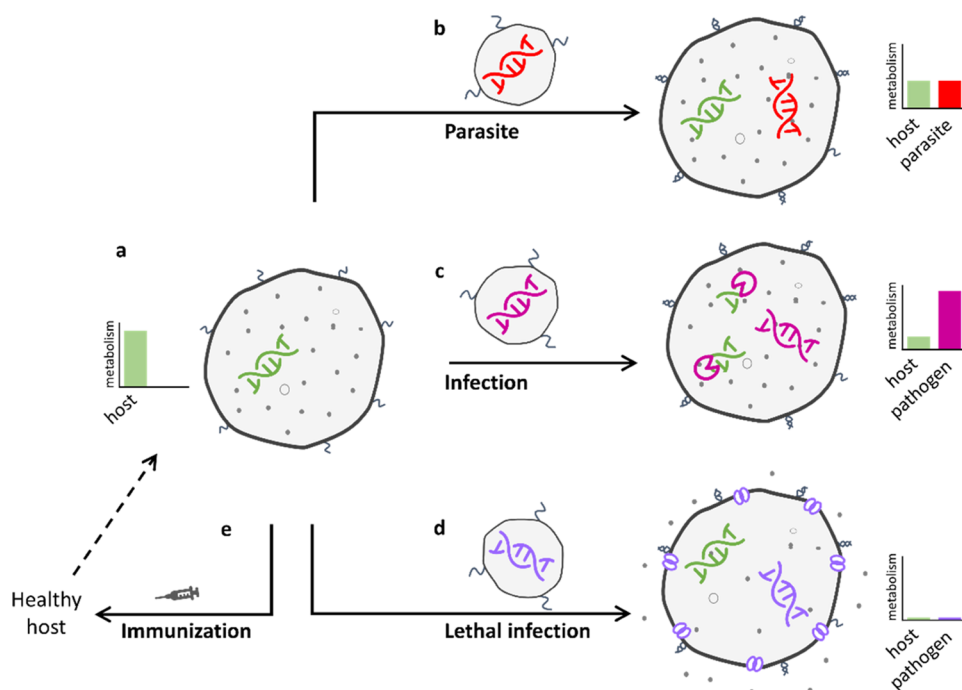 b
Parasite
metabolism
host
parasite
a
metabolism
host
c
Infection
metabolism
host
pathogen
e
Immunization
Healthy
host
d
Lethal infection
metabolism
host
pathogen